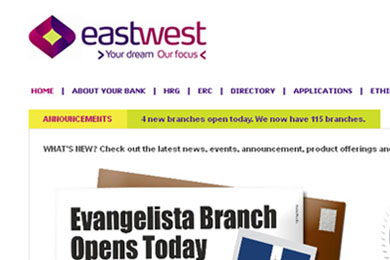 eastwest
Your dream Our focus
HOME | ABOUT YOUR BANK | HRG | ERC | DIRECTORY | APPLICATIONS | ETHI
ANNOUNCEMENTS 4 new branches open today. We now have 115 branches.
WHAT'S NEW? Check out the latest news, events, announcement, product offerings an
Evangelista Branch
Opens Today